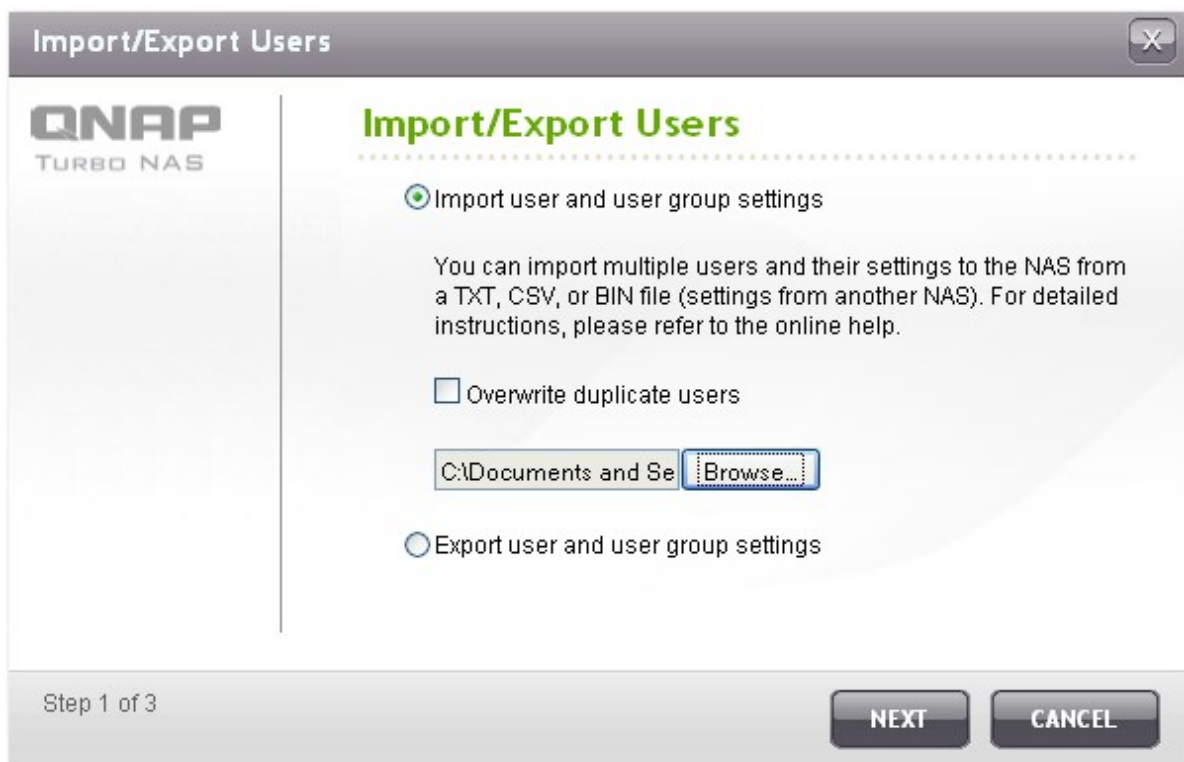 Import/Export Users
X
QNAP
TURBO NAS
Import/Export Users
Import user and user group settings
You can import multiple users and their settings to the NAS from
a TXT, CSV, or BIN file (settings from another NAS). For detailed
instructions, please refer to the online help.
Overwrite duplicate users
C:\Documents and Se Browse...
Export user and user group settings
Step 1 of 3
NEXT CANCEL